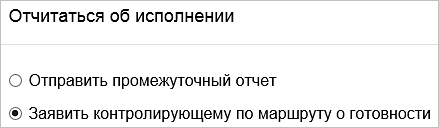 Отчитаться об исполнении
Отправить промежуточный отчет
Заявить контролирующему по маршруту о готовности